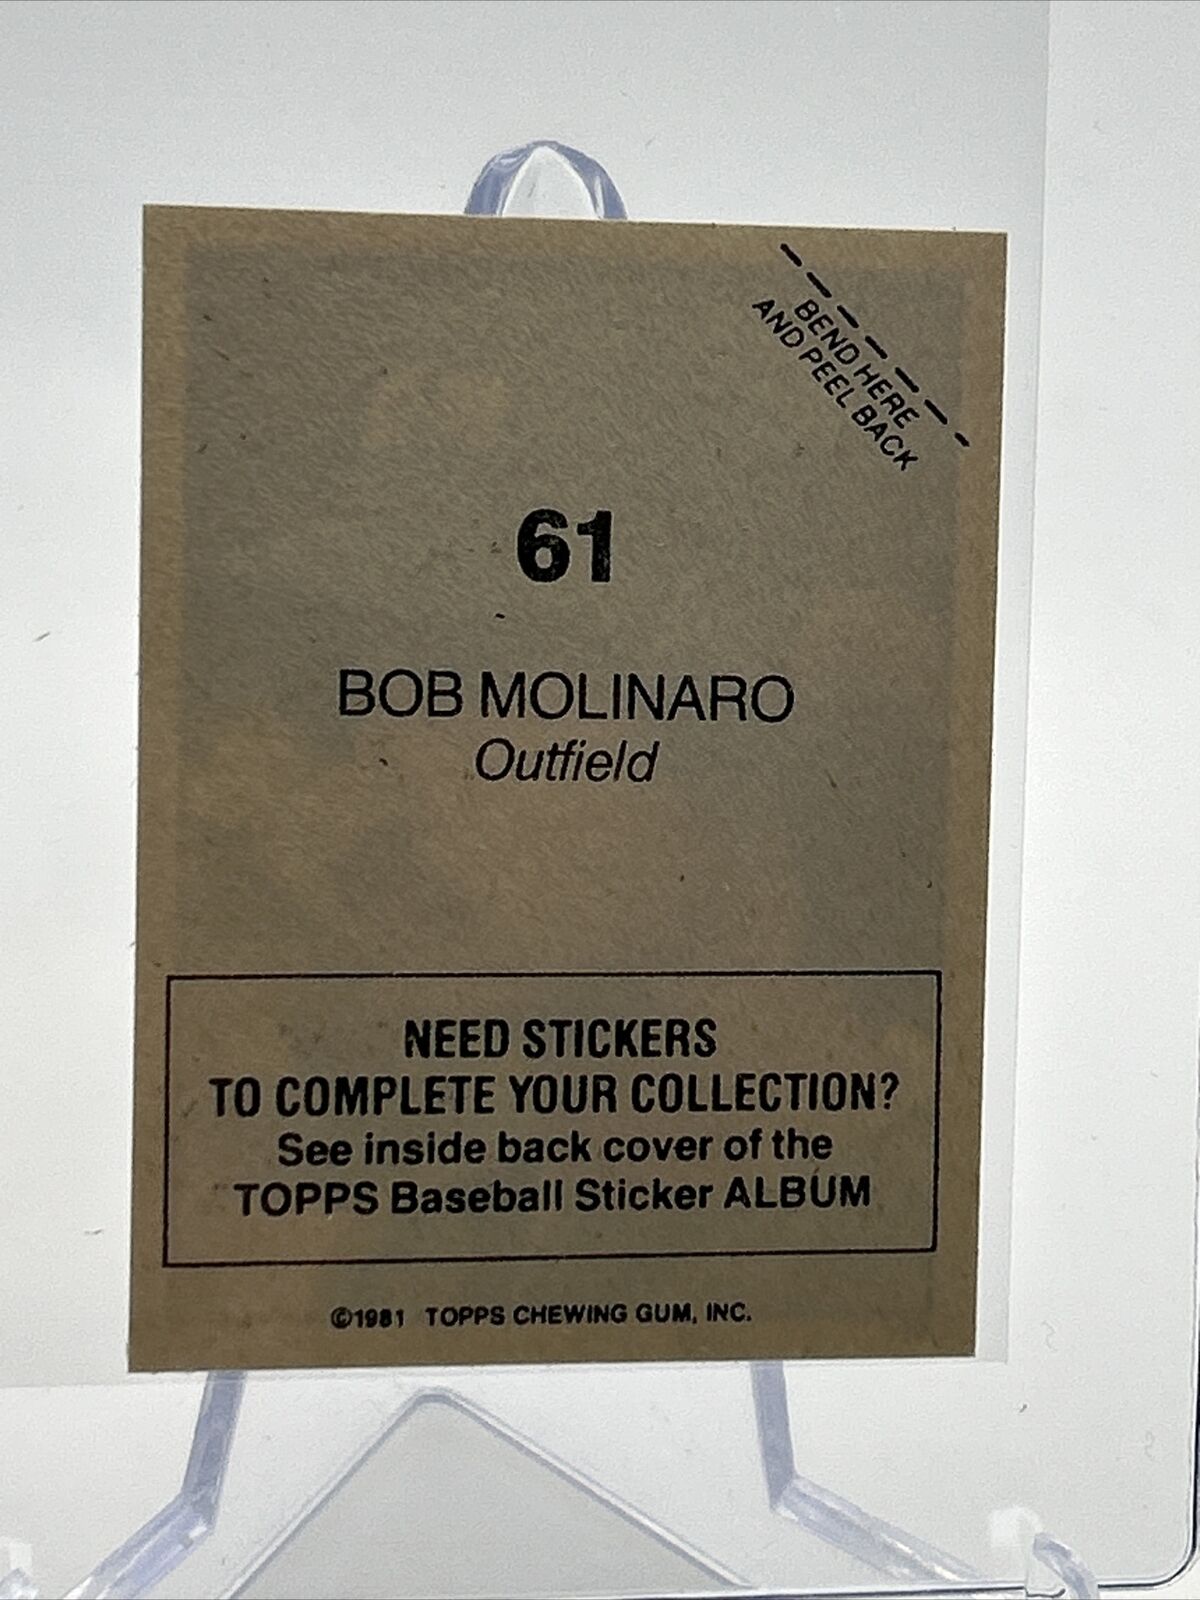 BEND HERE
AND PEEL BACK
61
BOB MOLINARO
Outfield
NEED STICKERS
TO COMPLETE YOUR COLLECTION?
See inside back cover of the
TOPPS Baseball Sticker ALBUM
©1981 TOPPS CHEWING GUM, INC.